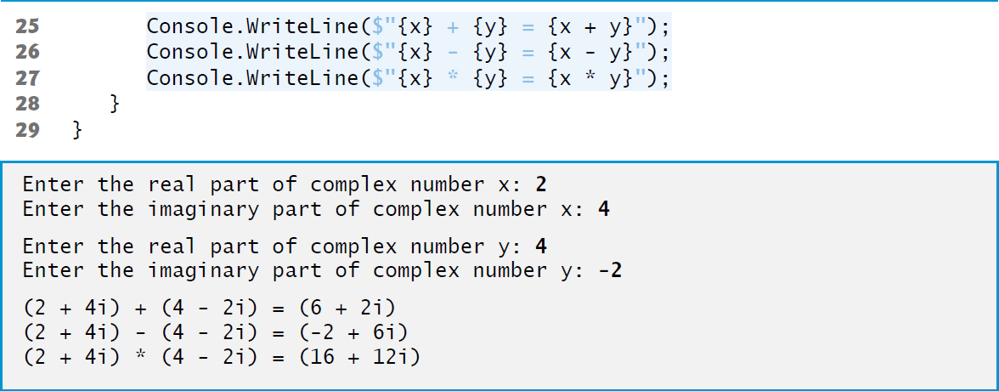 25 Console.WriteLine($"{x} + {y} = {x + y}");
26 Console.WriteLine($"{x} - {y} = {x - y}");
27 Console.WriteLine($"{x} * {y} = {x * y}");
28 }
29 }
Enter the real part of complex number x: 2
Enter the imaginary part of complex number x: 4
Enter the real part of complex number y: 4
Enter the imaginary part of complex number y: -2
(2 + 4i) + (4 - 2i) = (6 + 2i)
(2 + 4i) - (4 - 2i) = (-2 + 6i)
(2 + 4i) * (4 - 2i) = (16 + 12i)